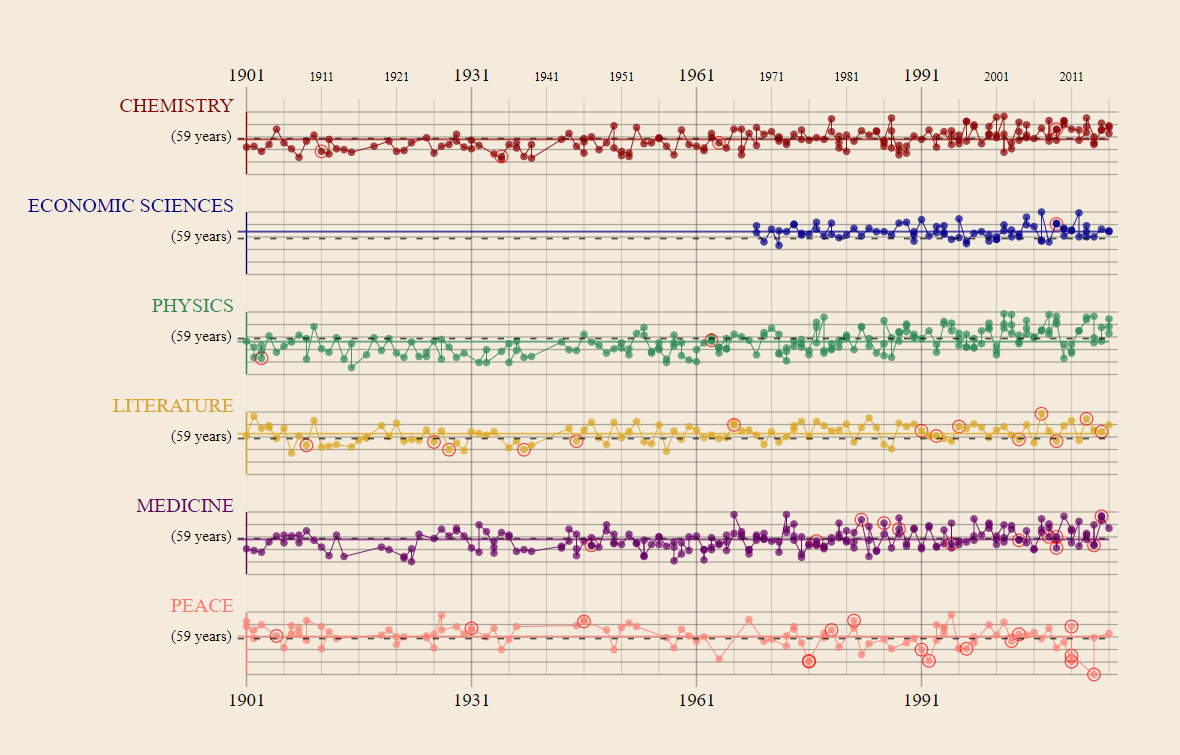 1901 1911 1921 1931 1941 1951 1961 1971 1981 1991 2001 2011
CHEMISTRY
(59 years)
ECONOMIC SCIENCES
(59 years)
PHYSICS
(59 years)
LITERATURE
(59 years)
MEDICINE
(59 years)
PEACE
(59 years)
1901 1931 1961 1991